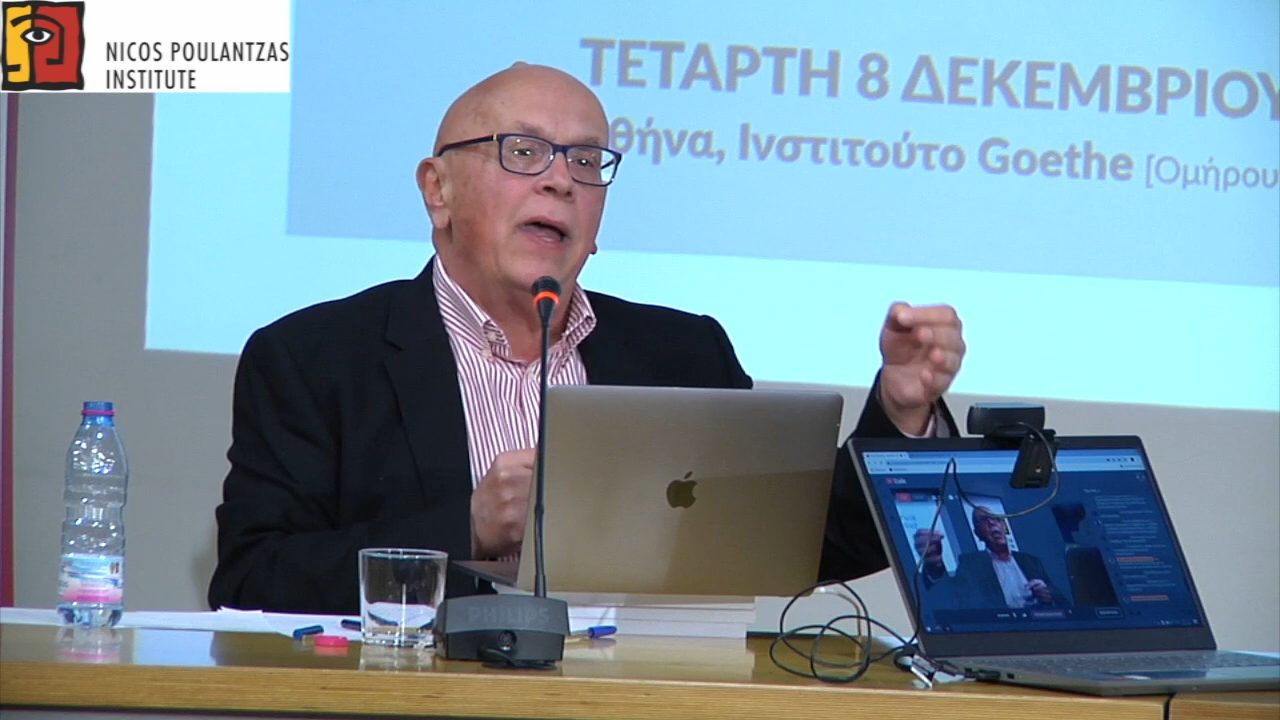 NICOS POULANTZAS
INSTITUTE
ΤΕΤΑΡΤΗ 8 ΔΕΚΕΜΒΡΙΟΥ
θήνα, Ινστιτούτο Goethe [Ομήρου
PHILIPS